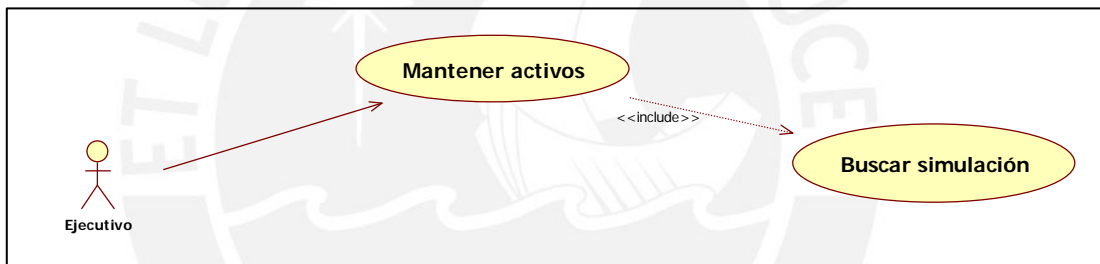 Mantener activos
<<include>>
Buscar simulación
Ejecutivo